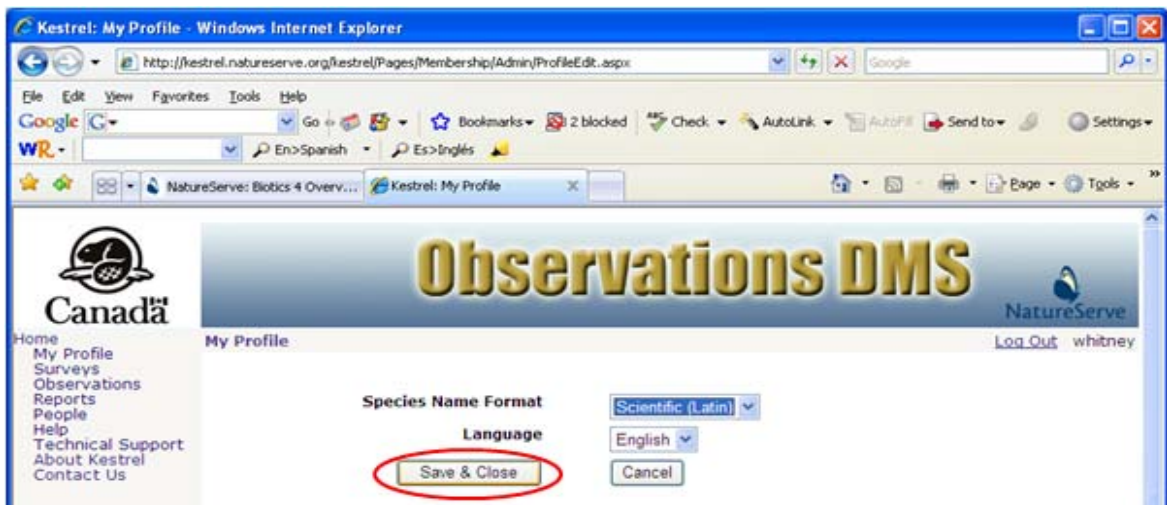 Kestrel: My Profile - Windows Internet Explorer
http://kestrel.natureserve.org/kestrel/Pages/Membership/Admin/ProfileEdit.aspx Google
File Edit View Favorites Tools Help
Google G Go Bookmarks 2 blocked ABC Check AutoLink AutoFill Send to Settings
WR. En>Spanish Es>Inglés
NatureServe: Biotics 4 Overv... Kestrel: My Profile Page Tools
Canada
Observations DMS
NatureServe
Home
My Profile Log Out whitney
My Profile
Surveys
Observations
Reports
People
Help
Technical Support
About Kestrel
Contact Us
Species Name Format Scientific (Latin)
Language English
Save & Close Cancel